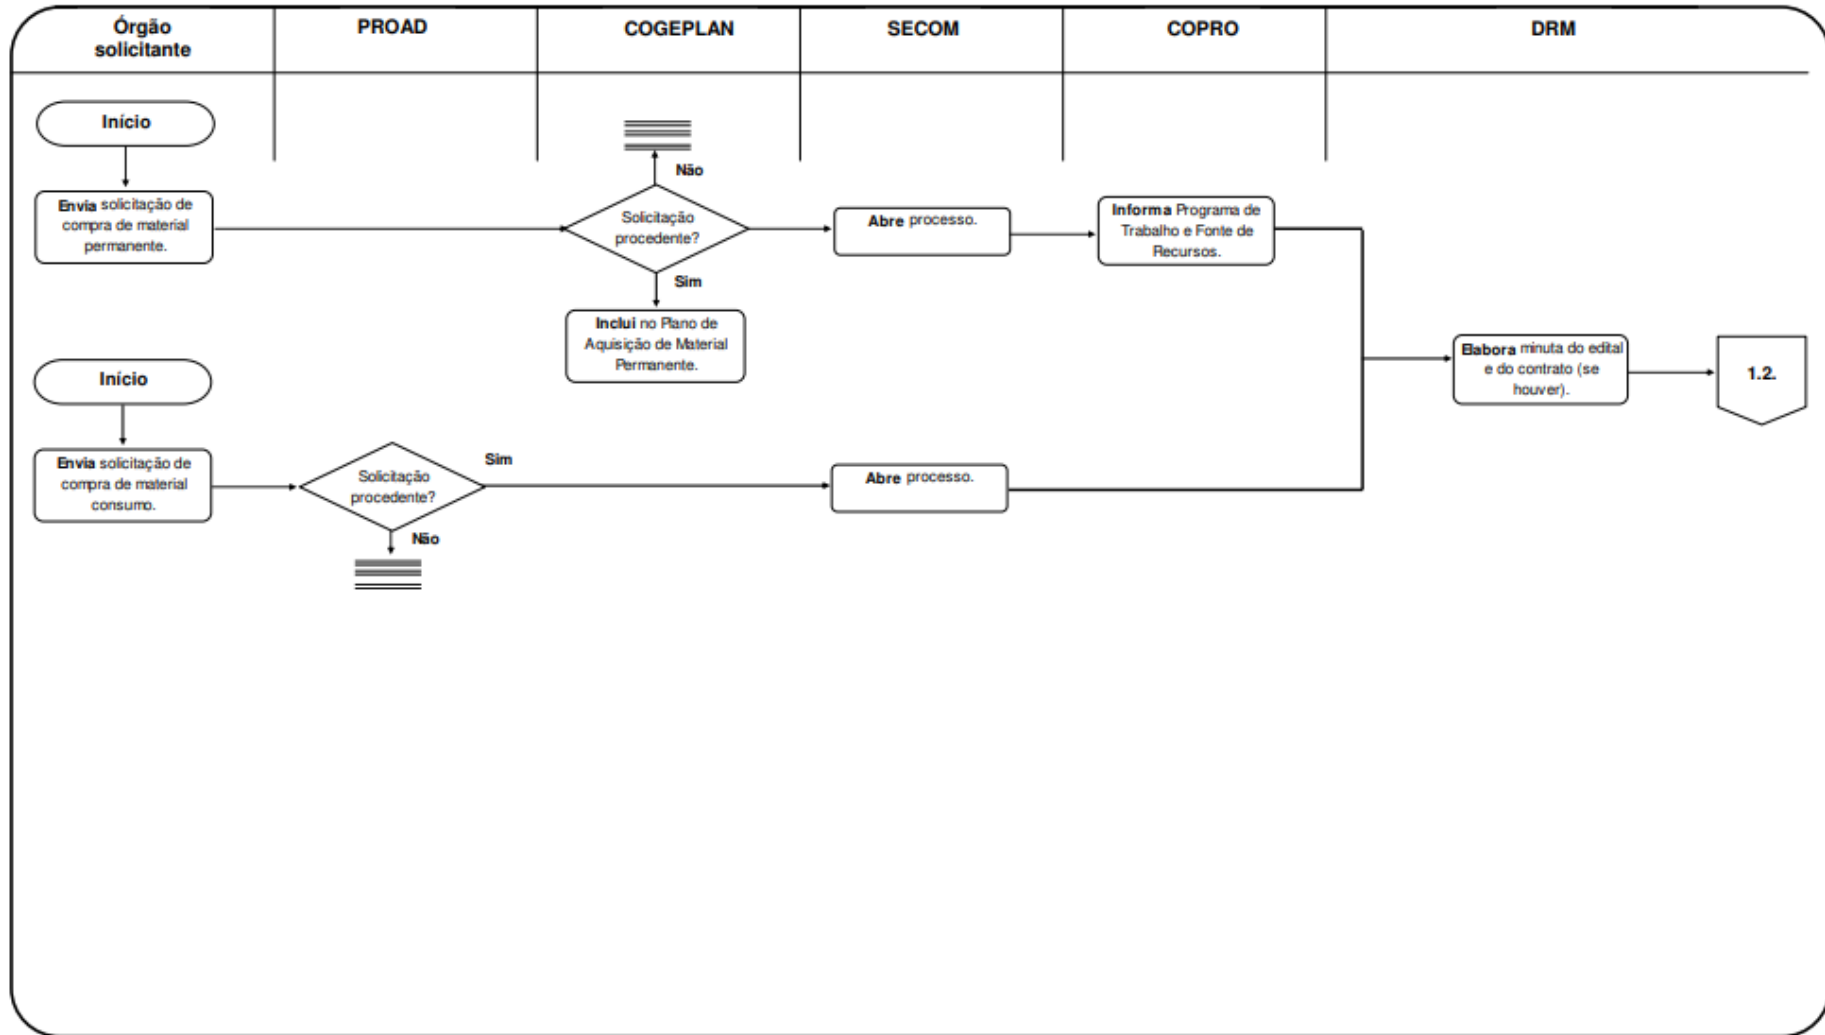 Órgão
solicitante
PROAD
COGEPLAN
SECOM
COPRO
DRM
Início
Não
Envia solicitação de
compra de material
permanente.
Solicitação
procedente?
Abre processo.
Informa Programa de
Trabalho e Fonte de
Recursos.
Sim
Inclui no Plano de
Aquisição de Material
Permanente.
Elabora minuta do edital
e do contrato (se
houver).
1.2.
Início
Envia solicitação de
compra de material
consumo.
Solicitação
procedente?
Sim
Abre processo.
Não